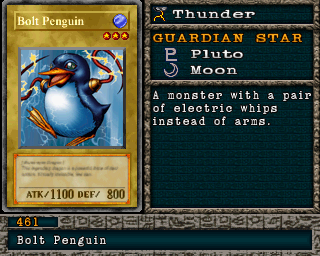 Bolt Penguin
Thunder
GUARDIAN STAR
Pluto
Moon
A monster with a pair
of electric whips
instead of arms.
ATK/1100 DEF/ 800
461
Bolt Penguin